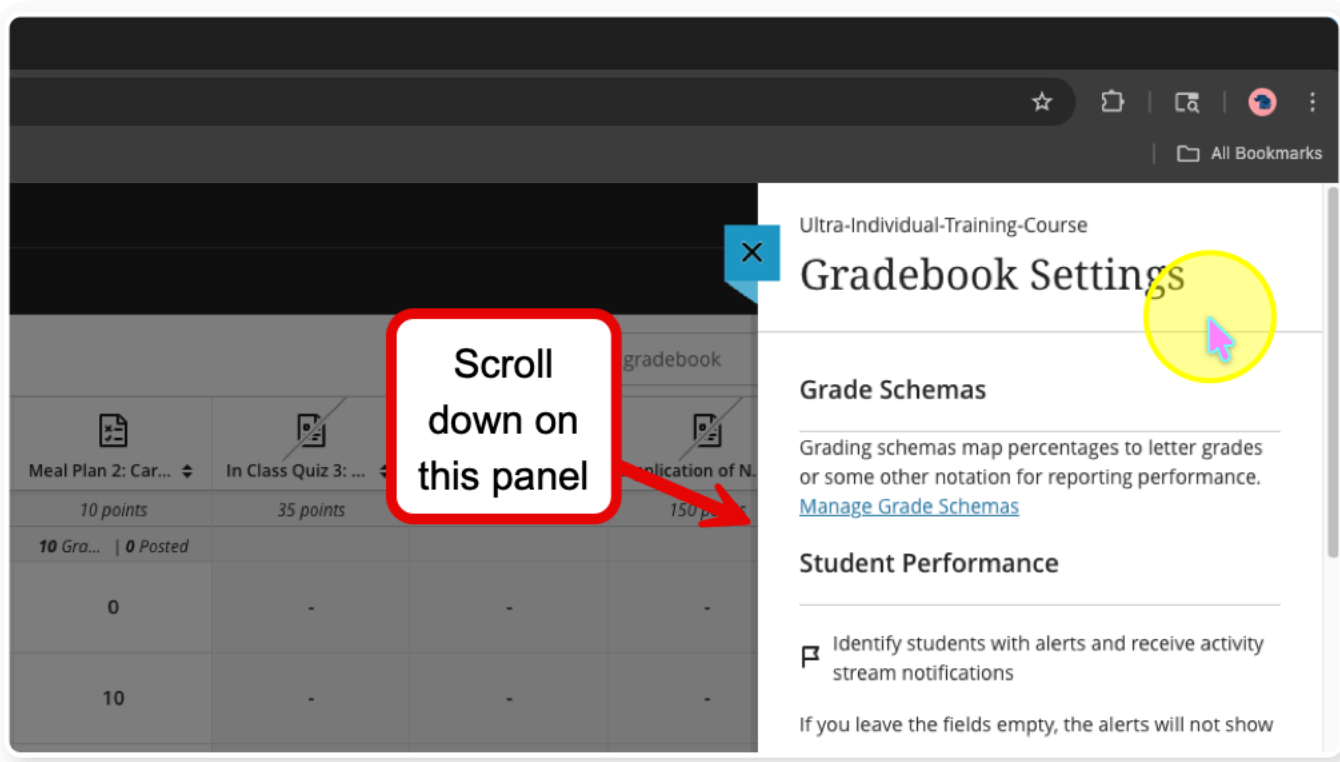 All Bookmarks
Ultra-Individual-Training-Course
Gradebook Settings
gradebook
Scroll
down on
this panel
Grade Schemas
Grading schemas map percentages to letter grades
or some other notation for reporting performance.
Manage Grade Schemas
Student Performance
Identify students with alerts and receive activity
stream notifications
If you leave the fields empty, the alerts will not show
Meal Plan 2: Car... In Class Quiz 3: ... of N.
10 points 35 points 150
10 Gra... | 0 Posted
0 - - -
10 - - -